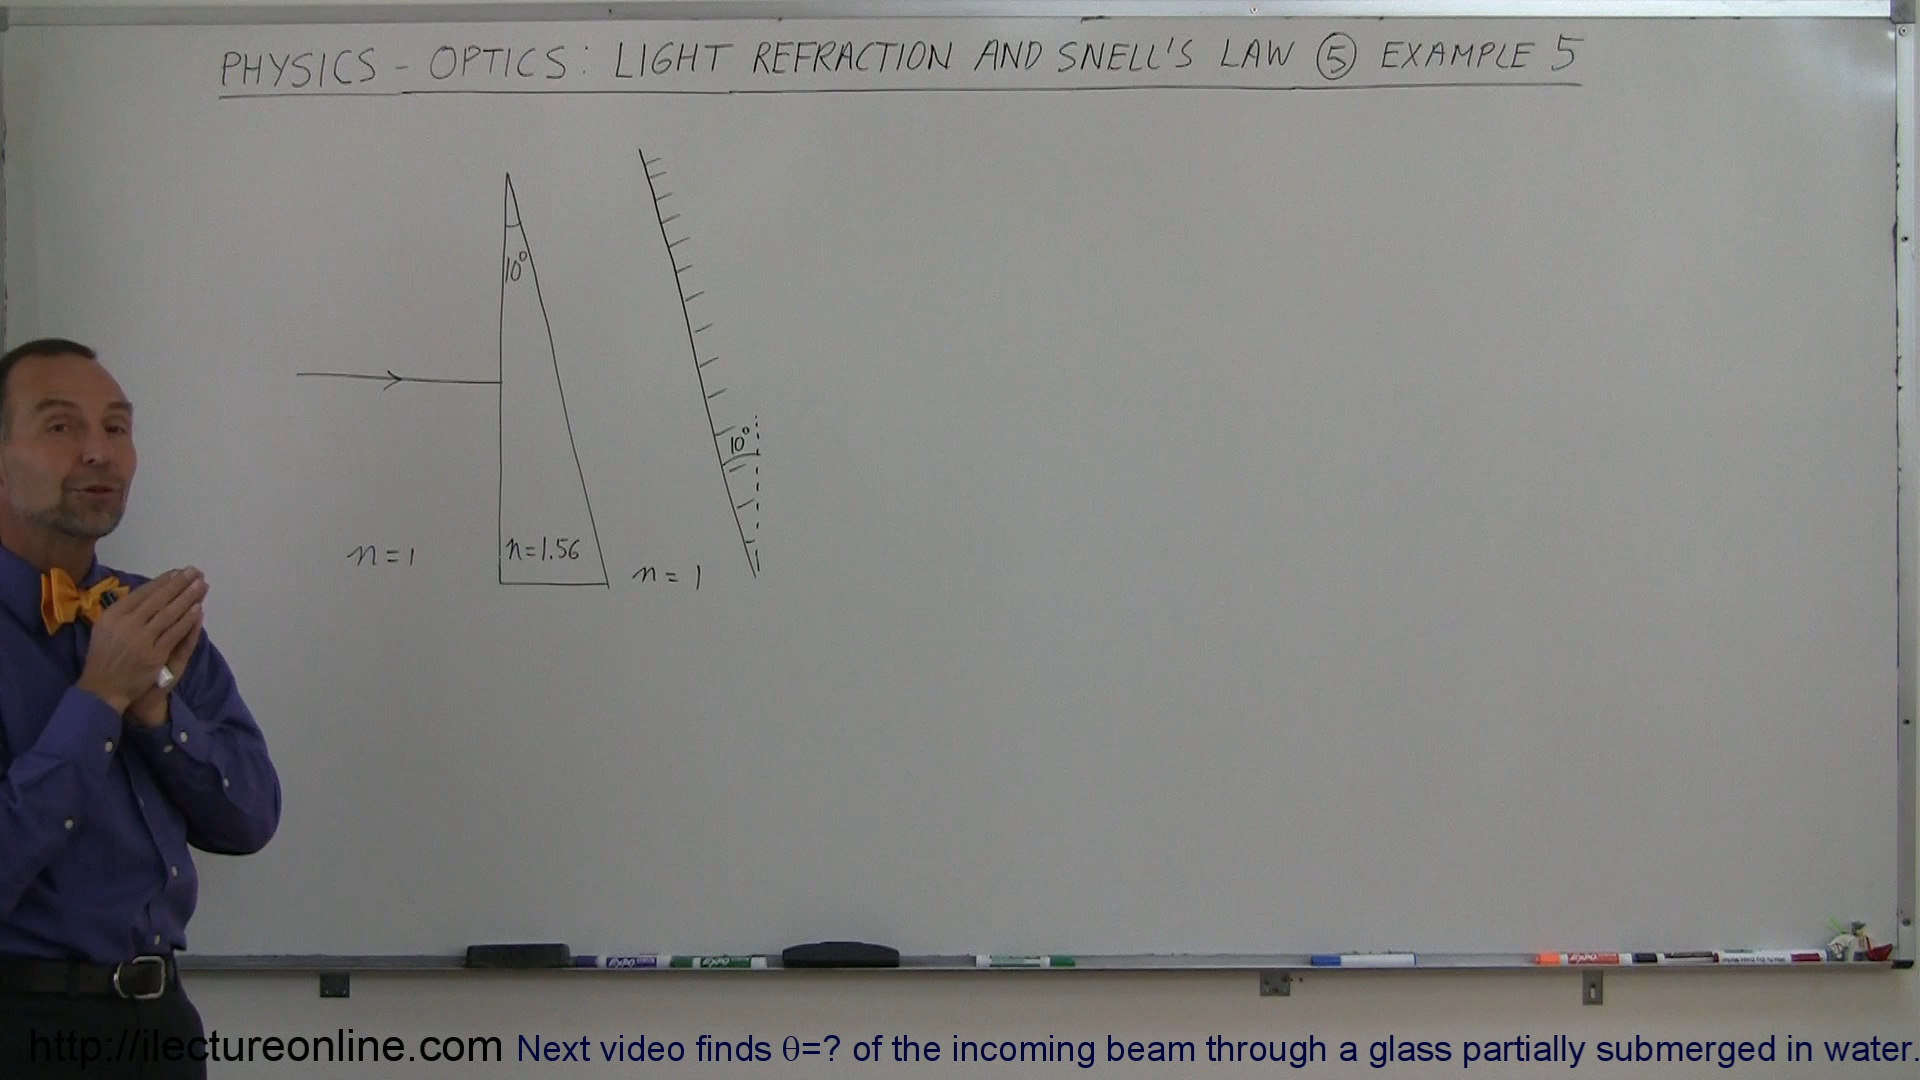 PHYSICS - OPTICS: LIGHT REFRACTION AND SNELL'S LAW ⑤ EXAMPLE 5
10°
10°
n=1
n=1.56
n=1
http://ilectureonline.com Next video finds θ=? of the incoming beam through a glass partially submerged in water.